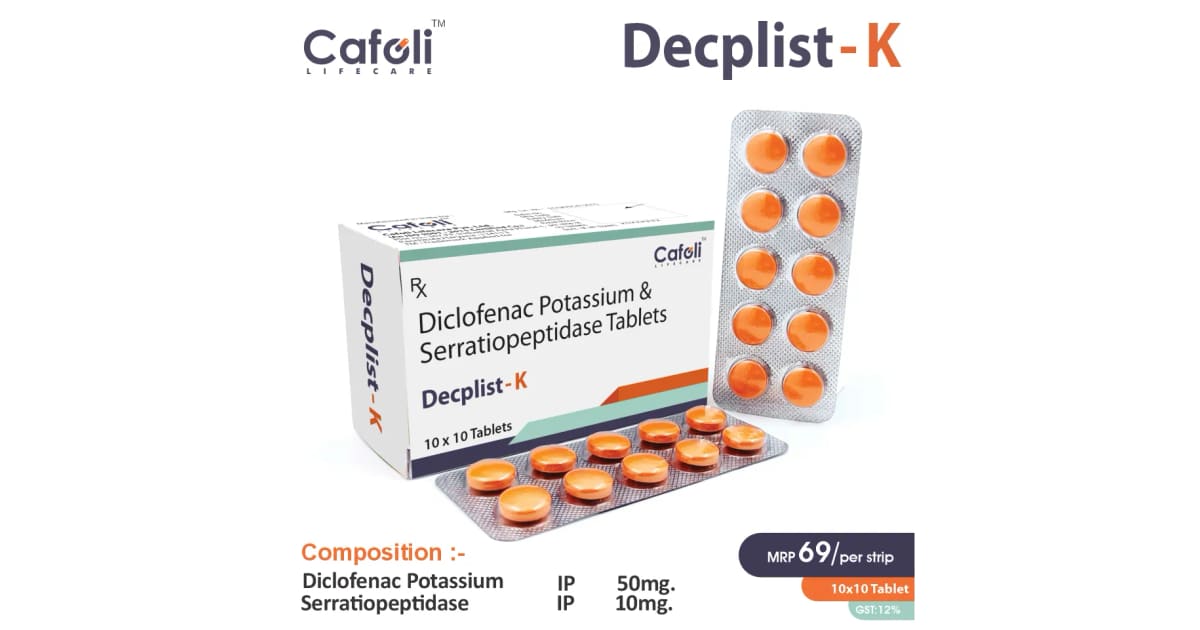 Cafoli™
LIFECARE
Decplist-K
Cafoli
Cafoli™
LIFECARE
Rx
Diclofenac Potassium &
Serratiopeptidase Tablets
Decplist-K
10 x 10 Tablets
Decplist-K
Composition :-
Diclofenac Potassium IP 50mg.
Serratiopeptidase IP 10mg.
MRP 69/per strip
10x10 Tablet
GST:12%